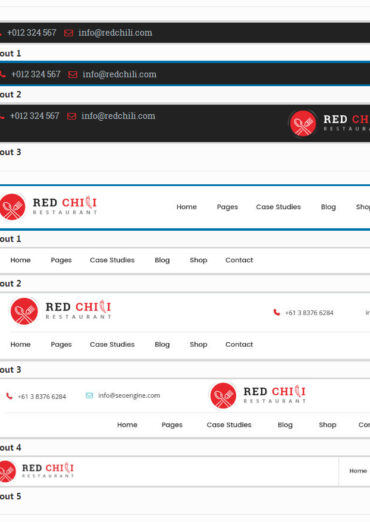 +012 324 567 info@redchili.com
out 1
+012 324 567 info@redchili.com
out 2
+012 324 567 info@redchili.com RED CHI
RESTAURA
out 3
RED CHILI
RESTAURANT
Home Pages Case Studies Blog Shop
out 1
Home Pages Case Studies Blog Shop Contact
out 2
RED CHILI
RESTAURANT
+61 3 8376 6284 in
Home Pages Case Studies Blog Shop Contact
out 3
+61 3 8376 6284 info@seoengine.com RED CHILI
RESTAURANT
Home Pages Case Studies Blog Shop Co
out 4
RED CHILI
RESTAURANT
Home
out 5